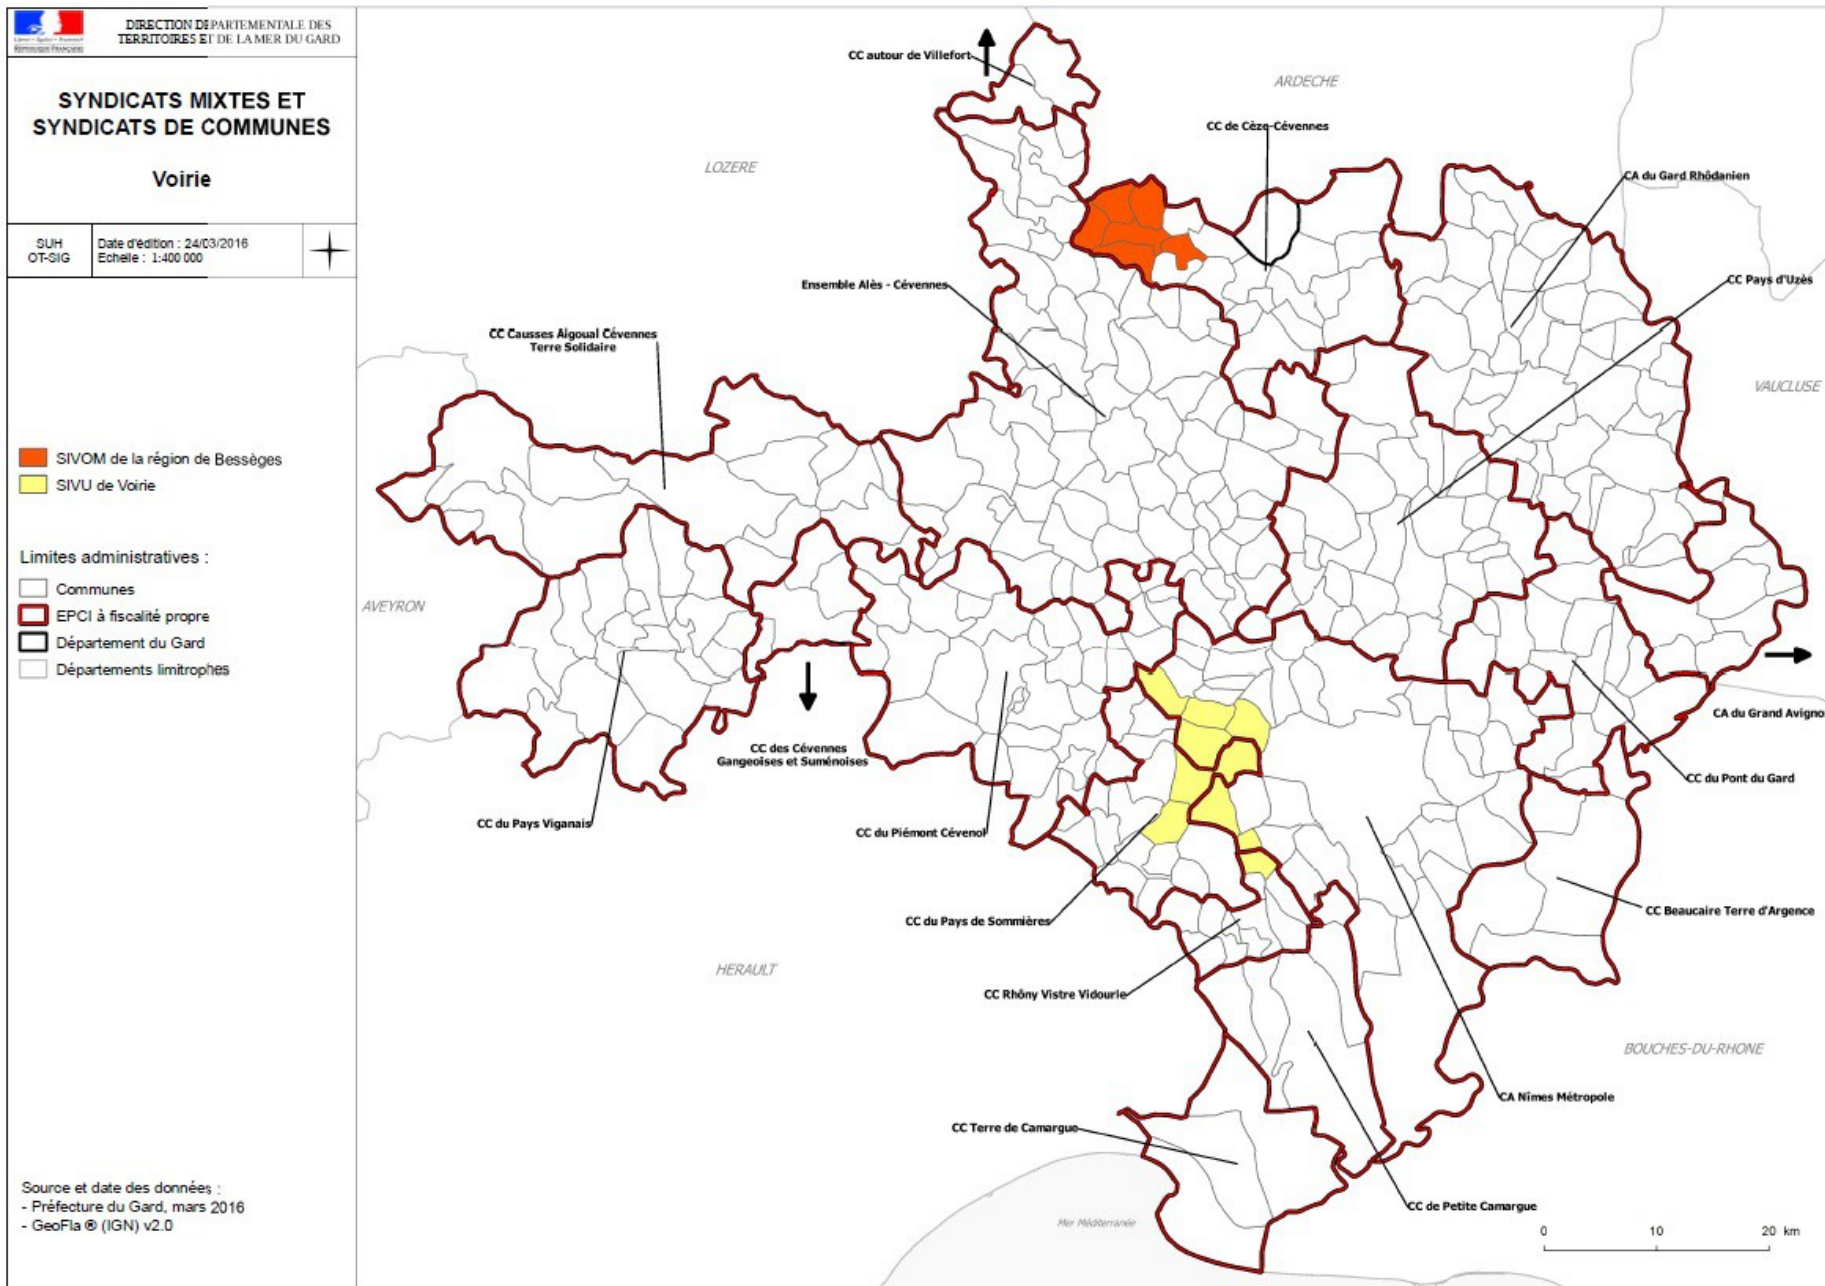 DIRECTION DÉPARTEMENTALE DES
TERRITOIRES ET DE LA MER DU GARD
Liberté • Égalité • Fraternité
RÉPUBLIQUE FRANÇAISE
SYNDICATS MIXTES ET
SYNDICATS DE COMMUNES
Voirie
SUH
OT-SIG
Date d'édition : 24/03/2016
Echelle : 1:400 000
SIVOM de la région de Bessèges
SIVU de Voirie
Limites administratives :
Communes
EPCI à fiscalité propre
Département du Gard
Départements limitrophes
Source et date des données :
- Préfecture du Gard, mars 2016
- GeoFla ® (IGN) v2.0
CC autour de Villefort
ARDECHE
CC de Cèze-Cévennes
LOZERE
CA du Gard Rhôdanien
Ensemble Alès - Cévennes
CC Pays d'Uzès
CC Causses Aigoual Cévennes
Terre Solidaire
VAUCLUSE
AVEYRON
CA du Grand Avigno
CC des Cévennes
Gangeoises et Suménoises
CC du Pont du Gard
CC du Pays Viganais
CC du Piémont Cévenol
CC du Pays de Sommières
CC Beaucaire Terre d'Argence
HERAULT
CC Rhôny Vistre Vidourle
BOUCHES-DU-RHONE
CA Nîmes Métropole
CC Terre de Camargue
CC de Petite Camargue
Mer Méditerranée
0 10 20 km